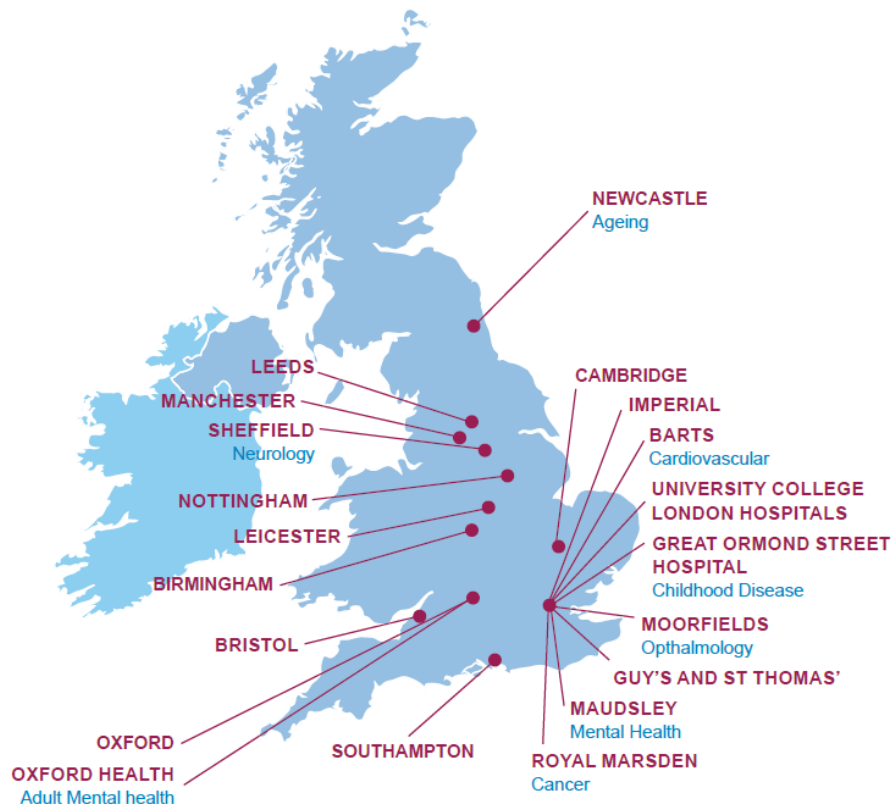 NEWCASTLE
Ageing
LEEDS
MANCHESTER
SHEFFIELD
Neurology
NOTTINGHAM
LEICESTER
BIRMINGHAM
BRISTOL
OXFORD
OXFORD HEALTH
Adult Mental health
SOUTHAMPTON
CAMBRIDGE
IMPERIAL
BARTS
Cardiovascular
UNIVERSITY COLLEGE
LONDON HOSPITALS
GREAT ORMOND STREET
HOSPITAL
Childhood Disease
MOORFIELDS
Opthalmology
GUY'S AND ST THOMAS'
MAUDSLEY
Mental Health
ROYAL MARSDEN
Cancer